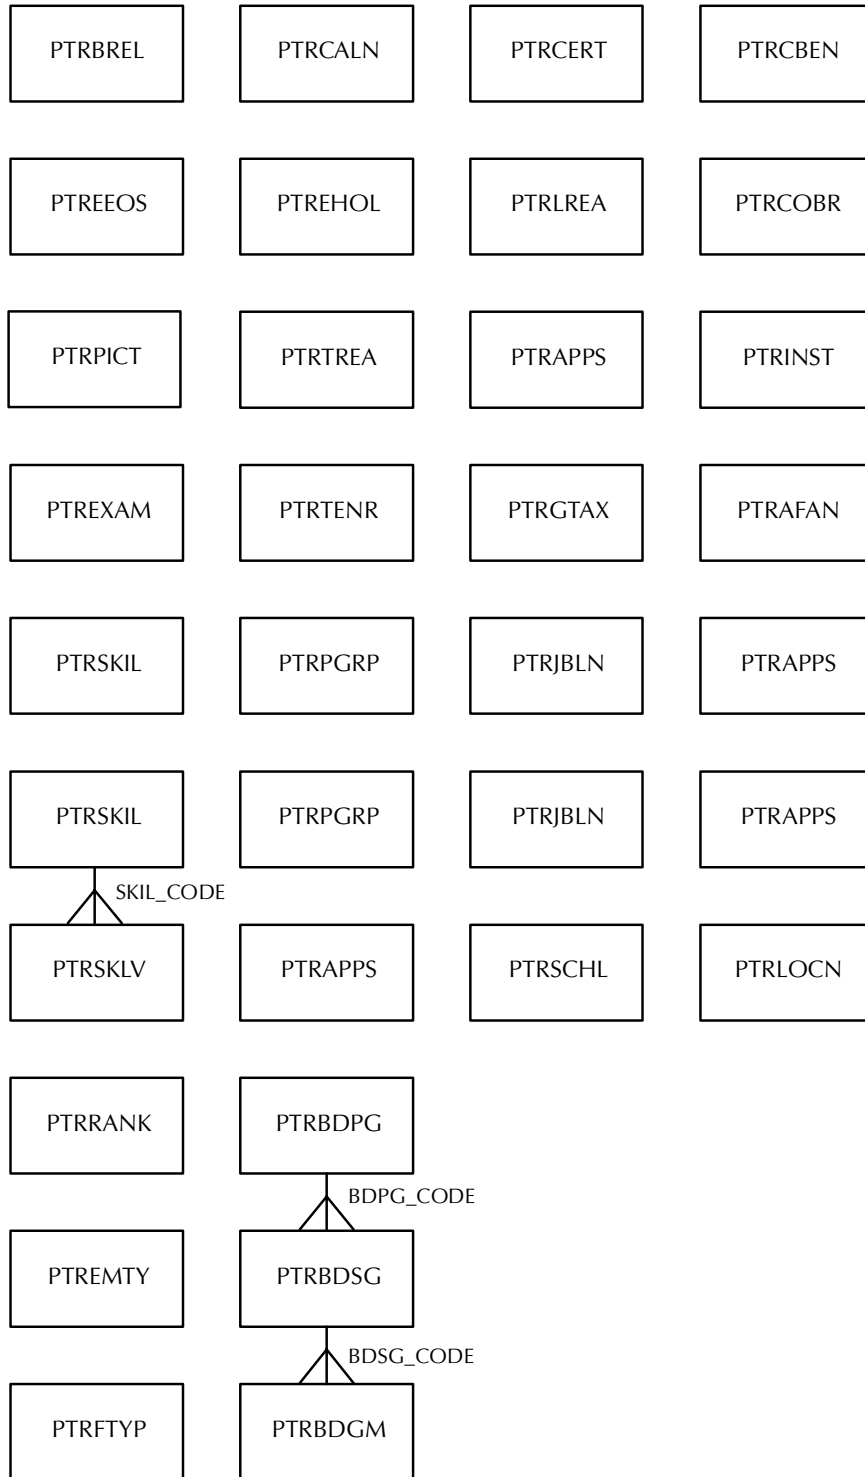 PTRBREL PTRCALN PTRCERT PTRCBEN
PTREEOS PTREHOL PTRLREA PTRCOBR
PTRPICT PTRTREA PTRAPPS PTRINST
PTREXAM PTRTENR PTRGTAX PTRAFAN
PTRSKIL PTRPGRP PTRJBLN PTRAPPS
PTRSKIL PTRPGRP PTRJBLN PTRAPPS
SKIL_CODE
PTRSKLV PTRAPPS PTRSCHL PTRLOCN
PTRRANK PTRBDPG
BDPG_CODE
PTREMTY PTRBDSG
BDSG_CODE
PTRFTYP PTRBDGM